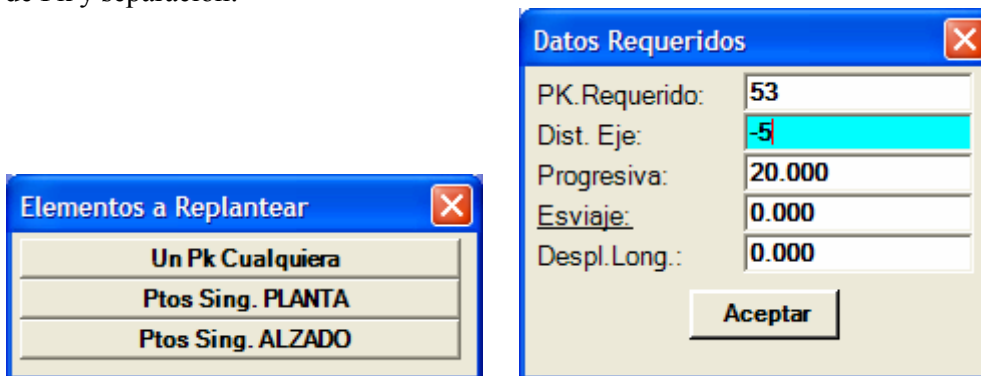 de Pk y separación.
Elementos a Replantear
Un Pk Cualquiera
Ptos Sing. PLANTA
Ptos Sing. ALZADO
Datos Requeridos
PK.Requerido: 53
Dist. Eje: -5
Progresiva: 20.000
Esviaje: 0.000
Despl.Long.: 0.000
Aceptar